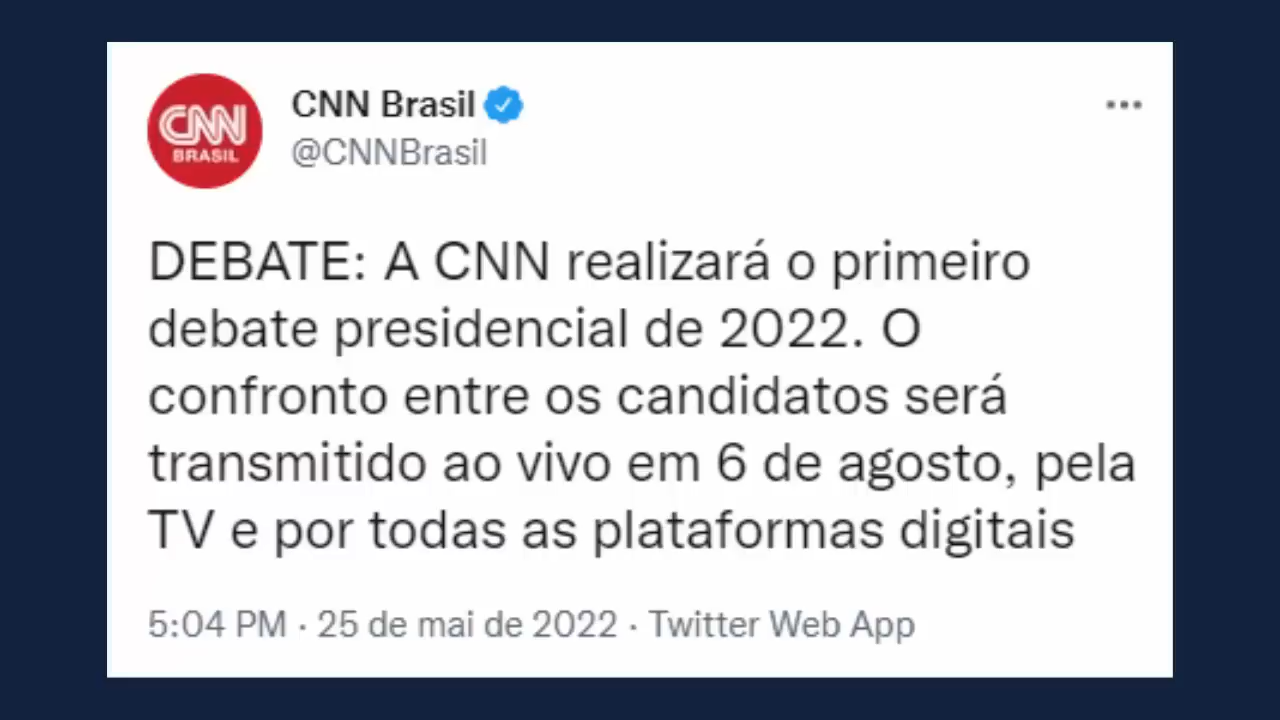 CNN
BRASIL
CNN Brasil
@CNNBrasil
DEBATE: A CNN realizará o primeiro
debate presidencial de 2022. O
confronto entre os candidatos será
transmitido ao vivo em 6 de agosto, pela
TV e por todas as plataformas digitais
5:04 PM · 25 de mai de 2022 · Twitter Web App